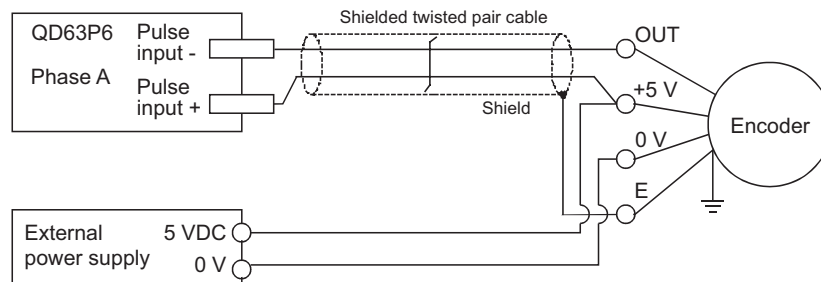 Shielded twisted pair cable
QD63P6
Pulse
input -
Phase A
Pulse
input +
Shield
OUT
+5 V
0 V
E
Encoder
External
power supply
5 VDC
0 V